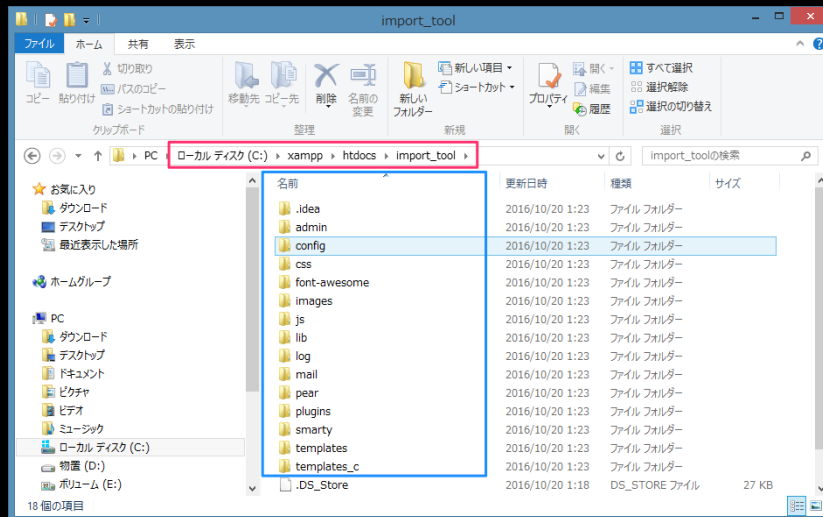 import_tool
ファイル ホーム 共有 表示
コピー 貼り付け 切り取り パスのコピー ショートカットの貼り付け
移動先 コピー先 削除 名前の変更
新しいフォルダー 新しい項目 ショートカット
プロパティ 開く 編集 履歴
すべて選択 選択解除 選択の切り替え
クリップボード 整理 新規 開く 選択
PC ローカル ディスク (C:) xampp htdocs import_tool import_toolの検索
お気に入り
ダウンロード
デスクトップ
最近表示した場所
ホームグループ
PC
ダウンロード
デスクトップ
ドキュメント
ピクチャ
ビデオ
ミュージック
ローカル ディスク (C:)
物置 (D:)
ボリューム (E:)
名前 更新日時 種類 サイズ
.idea 2016/10/20 1:23 ファイル フォルダー
admin 2016/10/20 1:23 ファイル フォルダー
config 2016/10/20 1:23 ファイル フォルダー
css 2016/10/20 1:23 ファイル フォルダー
font-awesome 2016/10/20 1:23 ファイル フォルダー
images 2016/10/20 1:23 ファイル フォルダー
js 2016/10/20 1:23 ファイル フォルダー
lib 2016/10/20 1:23 ファイル フォルダー
log 2016/10/20 1:23 ファイル フォルダー
mail 2016/10/20 1:23 ファイル フォルダー
pear 2016/10/20 1:23 ファイル フォルダー
plugins 2016/10/20 1:23 ファイル フォルダー
smarty 2016/10/20 1:23 ファイル フォルダー
templates 2016/10/20 1:23 ファイル フォルダー
templates_c 2016/10/20 1:23 ファイル フォルダー
.DS_Store 2016/10/20 1:18 DS_STORE ファイル 27 KB
18 個の項目